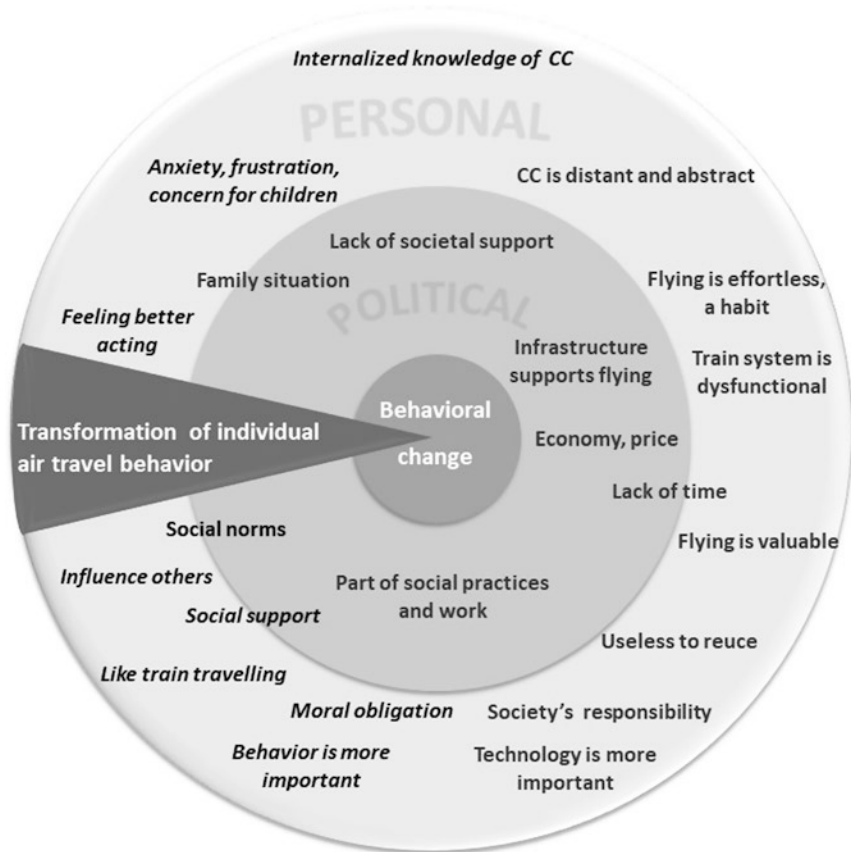 Internalized knowledge of CC
PERSONAL
Anxiety, frustration,
concern for children
CC is distant and abstract
Lack of societal support
Family situation
Flying is effortless,
a habit
POLITICAL
Feeling better
acting
Infrastructure
supports flying
Train system is
dysfunctional
Behavioral
change
Transformation of individual
air travel behavior
Economy, price
Lack of time
Social norms
Flying is valuable
Influence others
Part of social practices
and work
Social support
Useless to reuce
Like train travelling
Moral obligation
Society's responsibility
Behavior is more
important
Technology is more
important